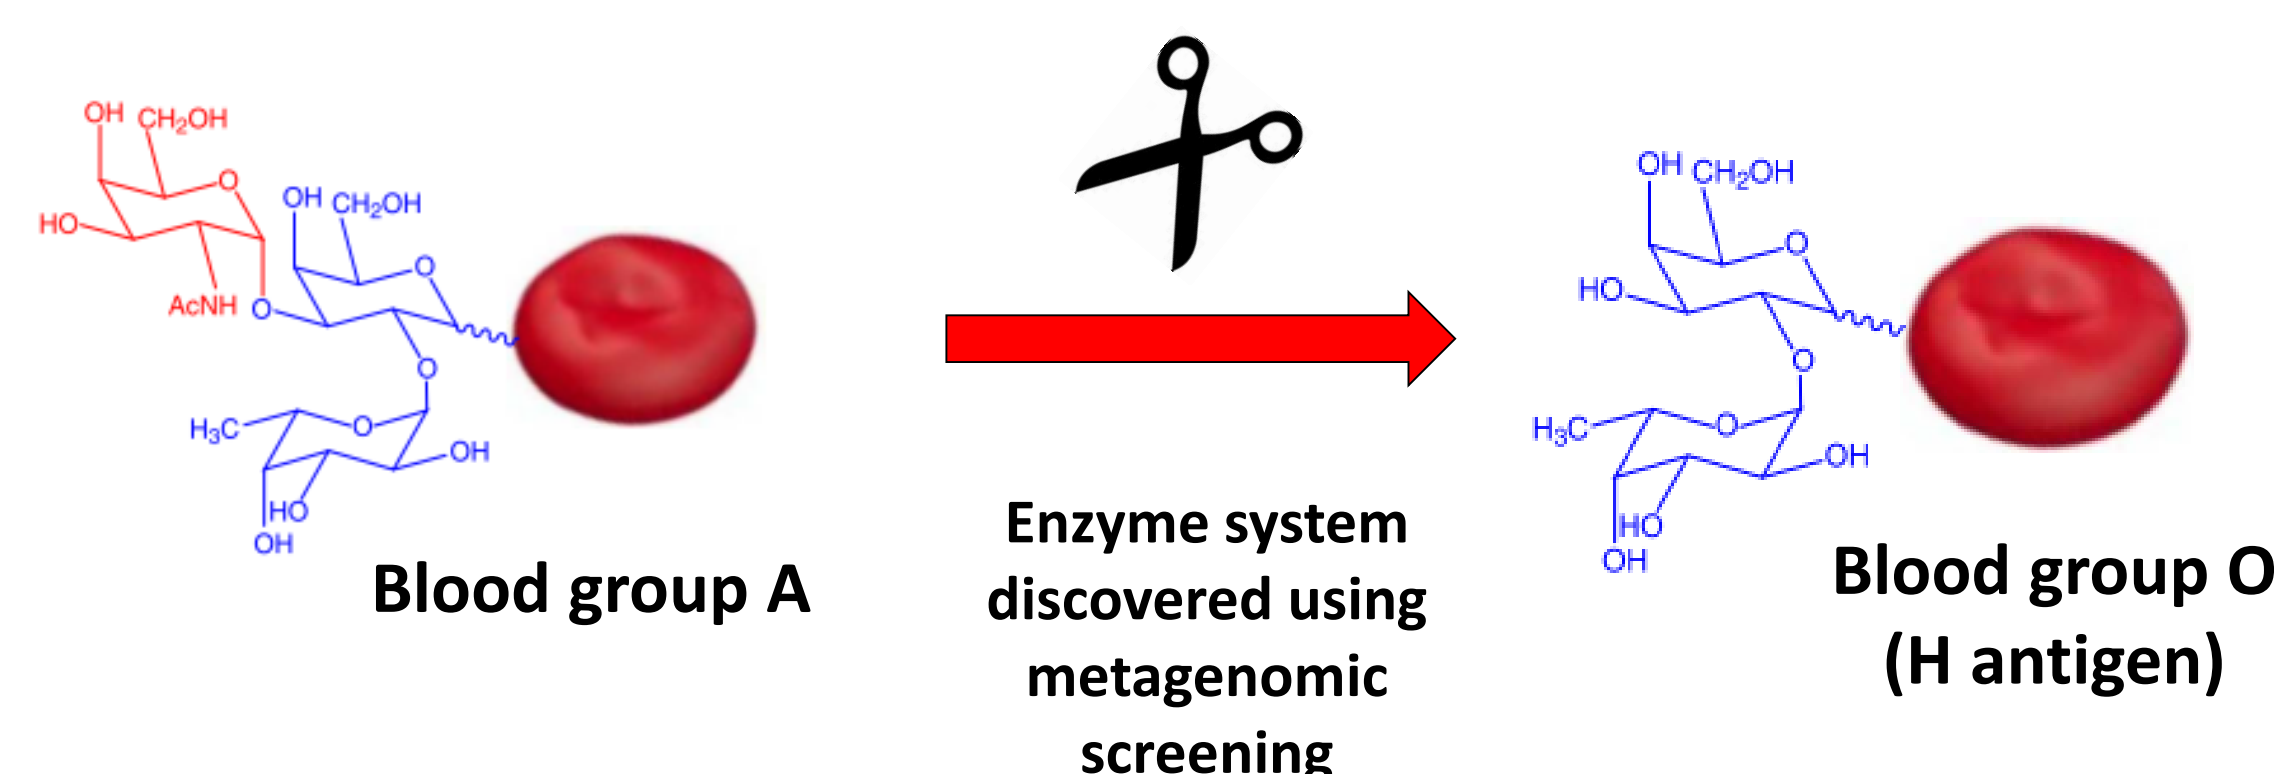 OH CH₂OH
O
HO
AcNH
OH CH₂OH
O
O
O
H₃C
O
OH
HO
OH
Blood group A
Enzyme system
discovered using
metagenomic
screening
OH CH₂OH
O
HO
O
H₃C
O
OH
HO
OH
Blood group O
(H antigen)